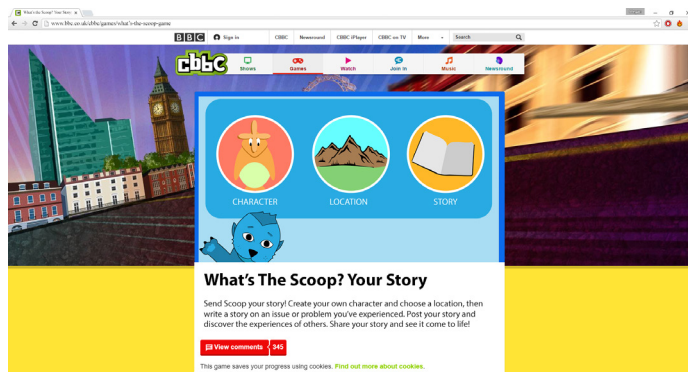 What's The Scoop? Your Story
www.bbc.co.uk/cbbc/games/what's-the-scoop-game
BBC Sign in CBBC Newsround CBBC iPlayer CBBC on TV More Search
cbbc Shows Games Watch Join in Music Newsround
CHARACTER LOCATION STORY
What's The Scoop? Your Story
Send Scoop your story! Create your own character and choose a location, then
write a story on an issue or problem you've experienced. Post your story and
discover the experiences of others. Share your story and see it come to life!
View comments 345
This game saves your progress using cookies. Find out more about cookies.